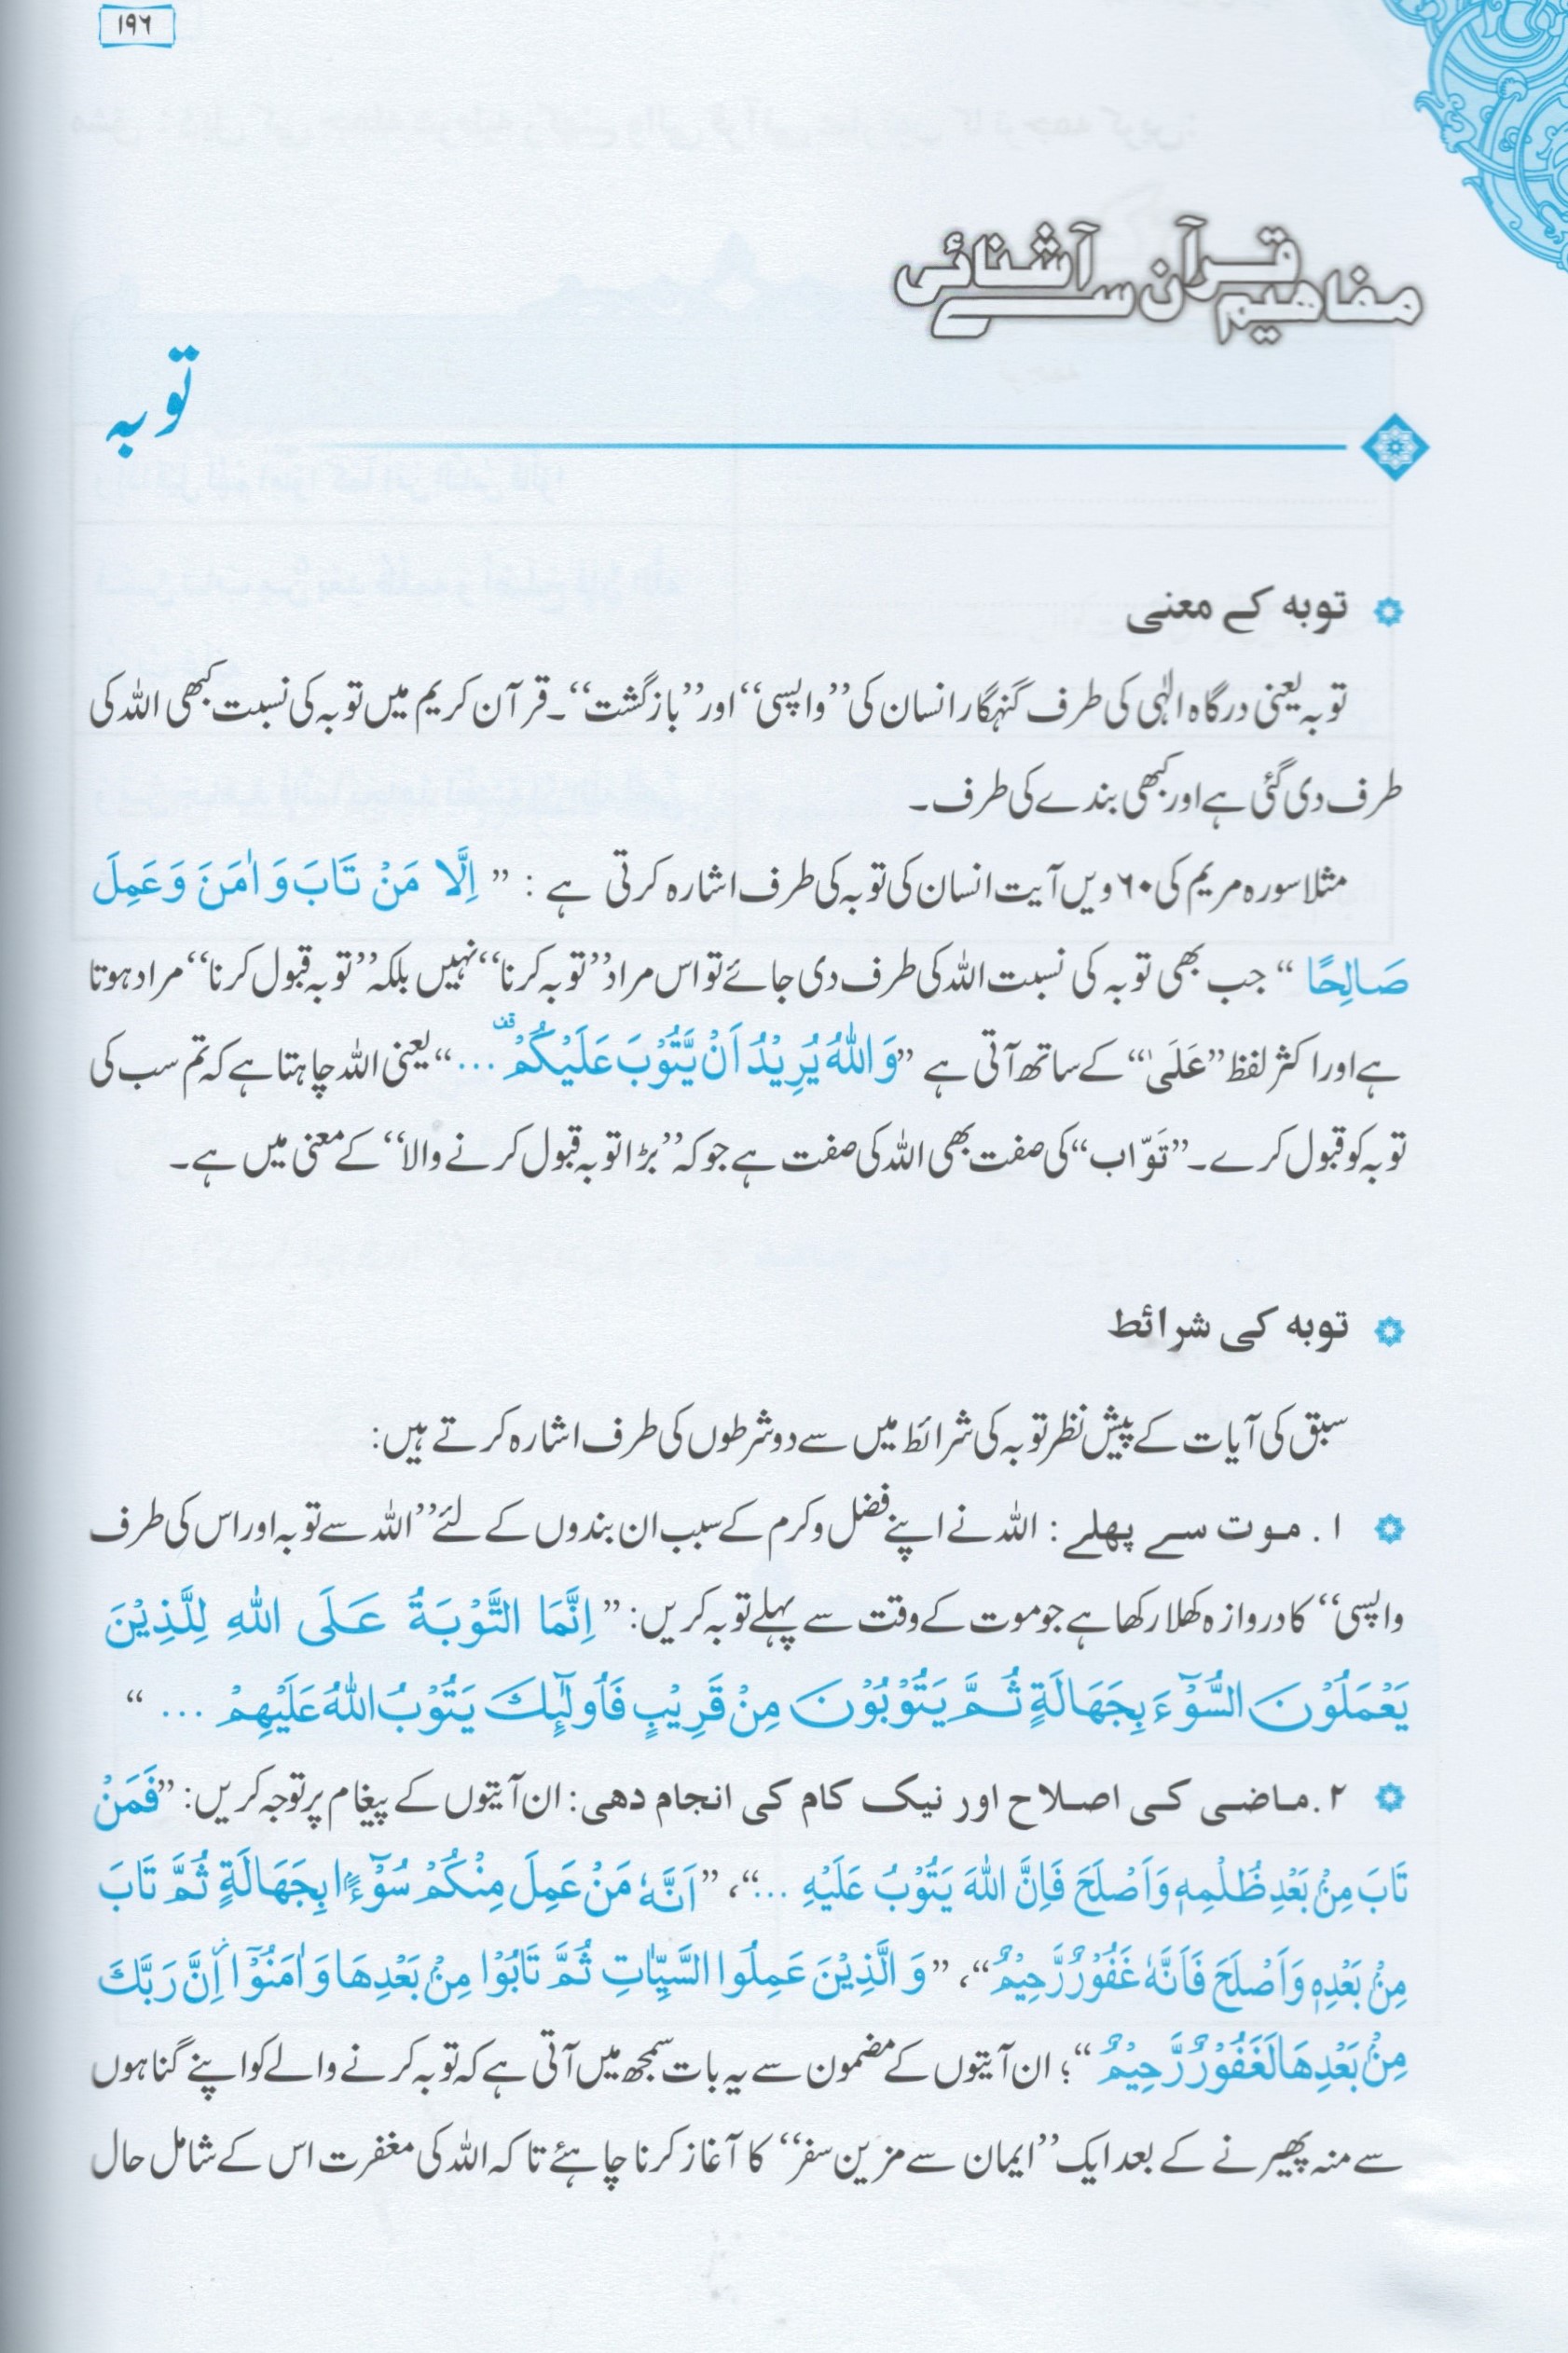 ۱۹۶
مفاہیم قرآن سے آشنائی
توبہ
توبہ کے معنی
توبہ یعنی درگاہ الٰہی کی طرف گنہگار انسان کی ”واپسی“ اور ”بازگشت“۔ قرآن کریم میں توبہ کی نسبت کبھی اللہ کی
طرف دی گئی ہے اور کبھی بندے کی طرف۔
مثلا سورہ مریم کی ۶۰ ویں آیت انسان کی توبہ کی طرف اشارہ کرتی ہے : ” اِلَّا مَنْ تَابَ وَ اٰمَنَ وَ عَمِلَ
صَالِحًا “ جب بھی توبہ کی نسبت اللہ کی طرف دی جائے تو اس مراد ”توبہ کرنا“ نہیں بلکہ ”توبہ قبول کرنا“ مراد ہوتا
ہے اور اکثر لفظ ”عَلَیٰ“ کے ساتھ آتی ہے ”وَ اللّٰهُ يُرِيْدُ اَنْ يَّتُوْبَ عَلَيْكُمْ ۛ ...“ یعنی اللہ چاہتا ہے کہ تم سب کی
توبہ کو قبول کرے۔ ”تَوّاب“ کی صفت بھی اللہ کی صفت ہے جو کہ ”بڑا توبہ قبول کرنے والا“ کے معنی میں ہے۔
توبہ کی شرائط
سبق کی آیات کے پیش نظر توبہ کی شرائط میں سے دو شرطوں کی طرف اشارہ کرتے ہیں:
۱. موت سے پہلے : اللہ نے اپنے فضل و کرم کے سبب ان بندوں کے لئے ”اللہ سے توبہ اور اس کی طرف
واپسی“ کا دروازہ کھلا رکھا ہے جو موت کے وقت سے پہلے توبہ کریں: ” اِنَّمَا التَّوْبَةُ عَلَى اللّٰهِ لِلَّذِيْنَ
يَعْمَلُوْنَ السُّوْٓءَ بِجَهَالَةٍ ثُمَّ يَتُوْبُوْنَ مِنْ قَرِيْبٍ فَاُولٰٓئِكَ يَتُوْبُ اللّٰهُ عَلَيْهِمْ ... “
۲. ماضی کی اصلاح اور نیک کام کی انجام دہی: ان آیتوں کے پیغام پر توجہ کریں: ”فَمَنْ
تَابَ مِنْۢ بَعْدِ ظُلْمِهٖ وَ اَصْلَحَ فَاِنَّ اللّٰهَ يَتُوْبُ عَلَيْهِ ...“، ”اَنَّهٗ مَنْ عَمِلَ مِنْكُمْ سُوْٓءًۢا بِجَهَالَةٍ ثُمَّ تَابَ
مِنْۢ بَعْدِهٖ وَ اَصْلَحَ فَاَنَّهٗ غَفُوْرٌ رَّحِيْمٌ“، ”وَ الَّذِيْنَ عَمِلُوا السَّيِّاٰتِ ثُمَّ تَابُوْا مِنْۢ بَعْدِهَا وَ اٰمَنُوْٓا ۫ اِنَّ رَبَّكَ
مِنْۢ بَعْدِهَا لَغَفُوْرٌ رَّحِيْمٌ“؛ ان آیتوں کے مضمون سے یہ بات سمجھ میں آتی ہے کہ توبہ کرنے والے کو اپنے گناہوں
سے منہ پھیرنے کے بعد ایک ”ایمان سے مزین سفر“ کا آغاز کرنا چاہئے تاکہ اللہ کی مغفرت اس کے شامل حال